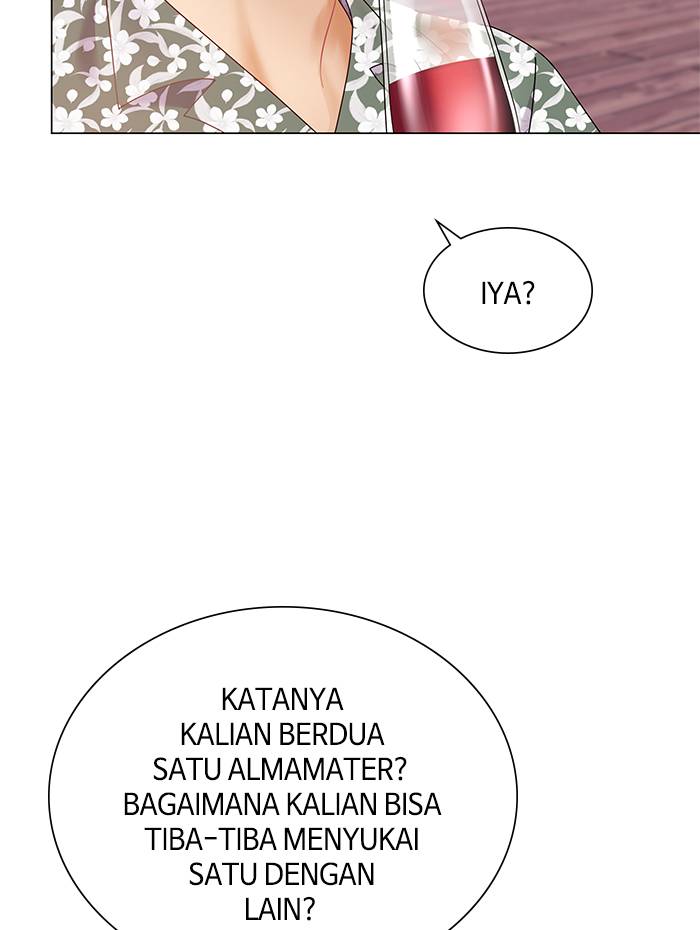 IYA?
KATANYA
KALIAN BERDUA
SATU ALMAMATER?
BAGAIMANA KALIAN BISA
TIBA-TIBA MENYUKAI
SATU DENGAN
LAIN?